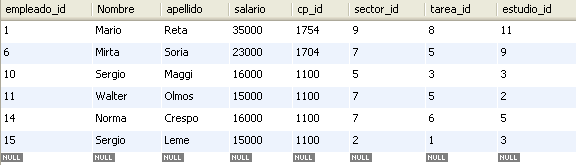 empleado_id Nombre apellido salario cp_id sector_id tarea_id estudio_id
1 Mario Reta 35000 1754 9 8 11
6 Mirta Soria 23000 1704 7 5 9
10 Sergio Maggi 16000 1100 5 3 3
11 Walter Olmos 15000 1100 7 5 2
14 Norma Crespo 16000 1100 7 6 5
15 Sergio Leme 15000 1100 2 1 3
NULL NULL NULL NULL NULL NULL NULL NULL